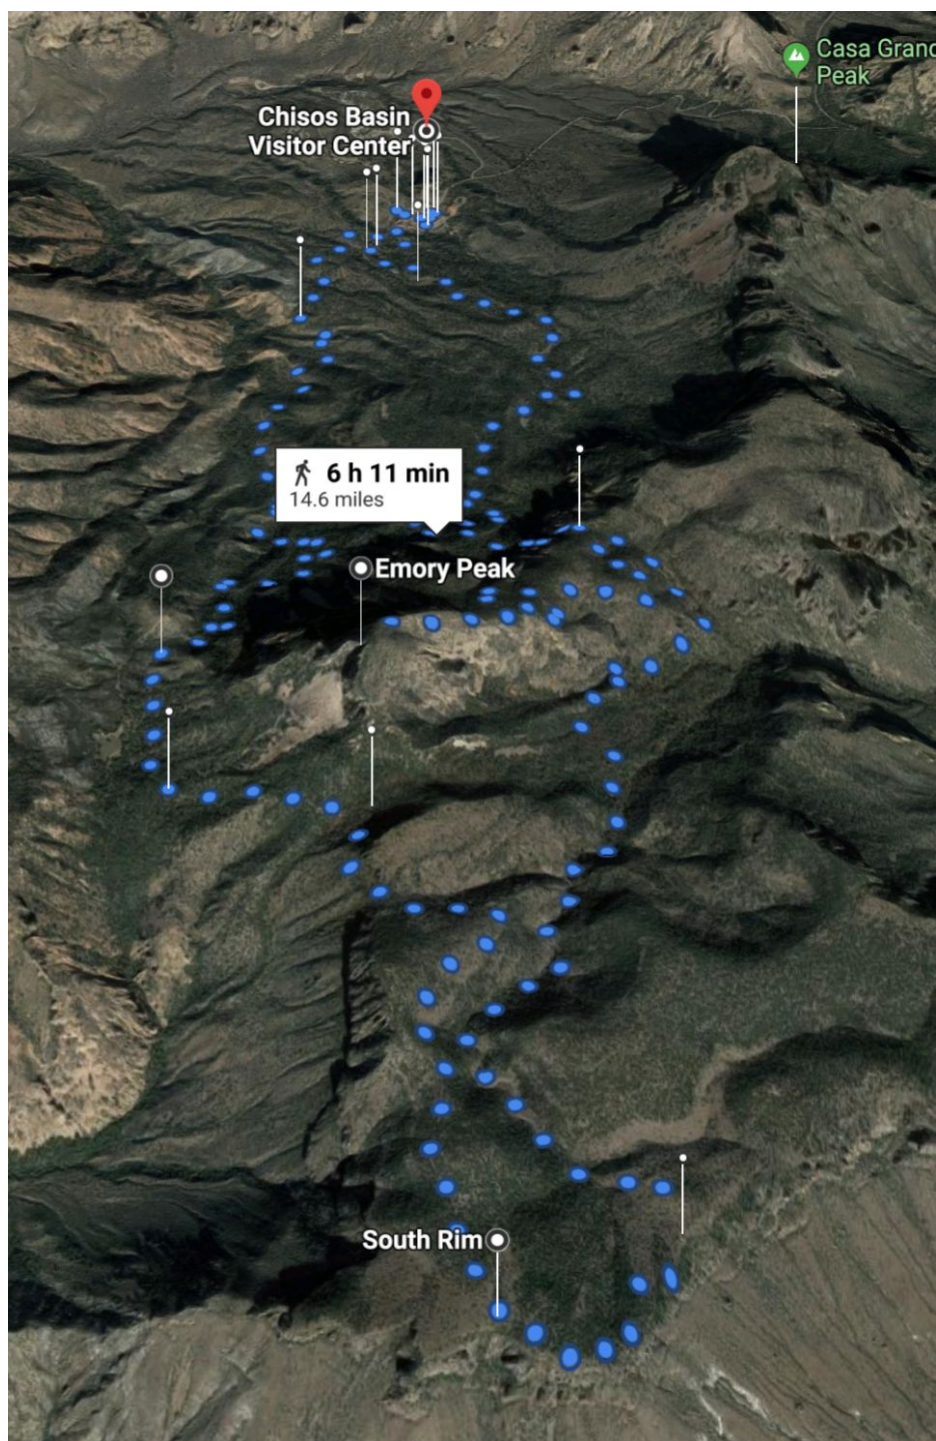 Casa Grand
Peak
Chisos Basin
Visitor Center
6 h 11 min
14.6 miles
Emory Peak
South Rim